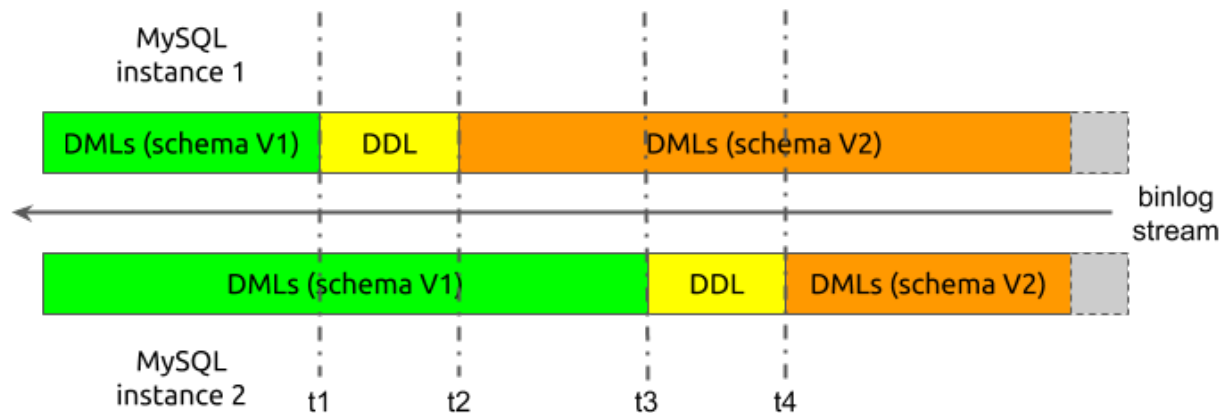 MySQL
instance 1
DMLs (schema V1)
DDL
DMLs (schema V2)
binlog
stream
DMLs (schema V1)
DDL
DMLs (schema V2)
MySQL
instance 2
t1
t2
t3
t4